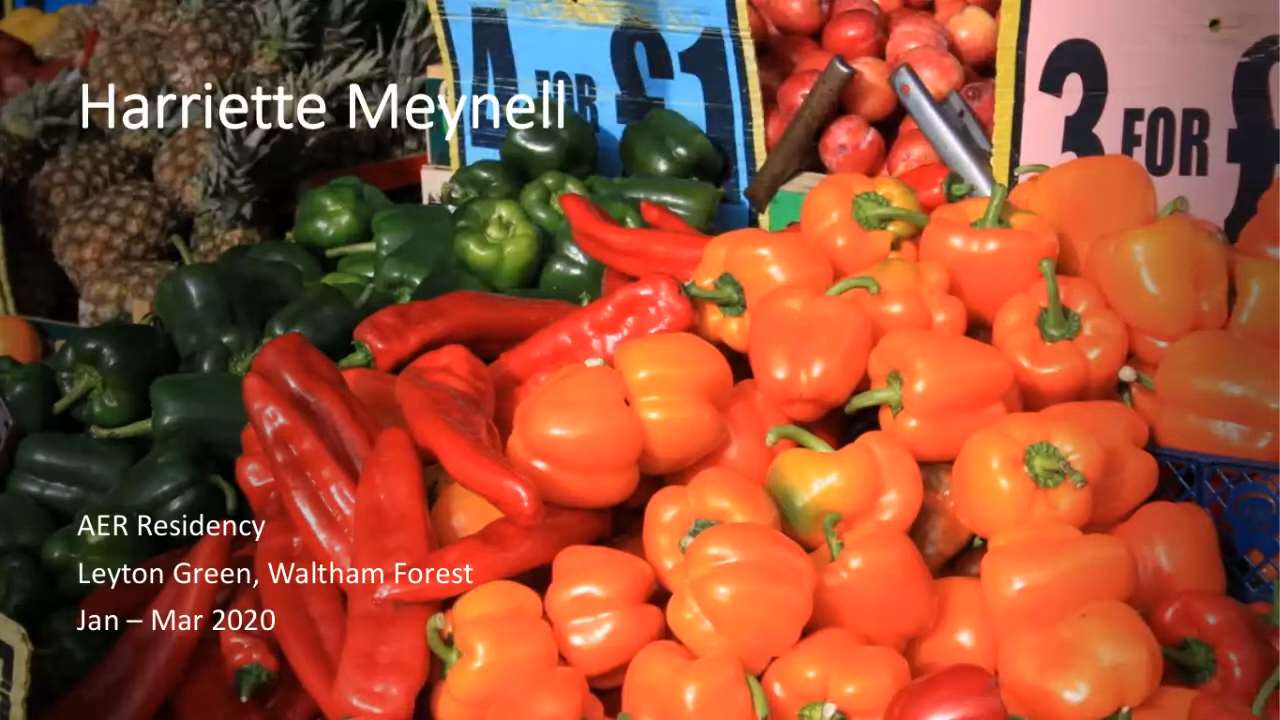 Harriette Meynell
4 FOR £1
3 FOR £
AER Residency
Leyton Green, Waltham Forest
Jan – Mar 2020